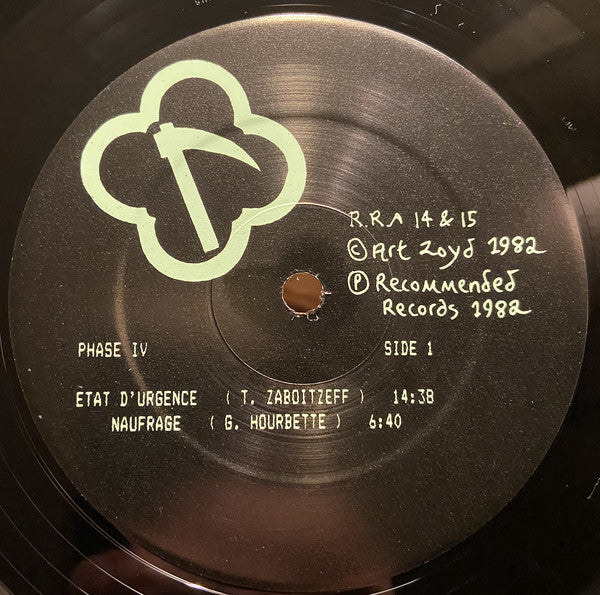 R.R.A 14 & 15
© Art Zoyd 1982
℗ Recommended
Records 1982
PHASE IV SIDE 1
ETAT D'URGENCE ( T. ZABOITZEFF ) 14:38
NAUFRAGE ( G. HOURBETTE ) 6:40